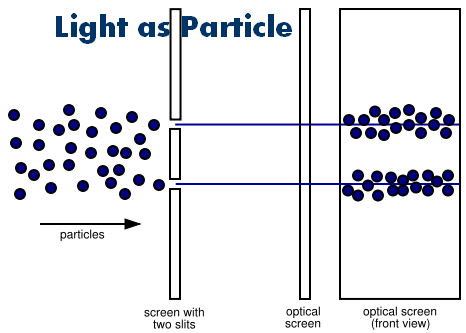 Light as Particle
particles
screen with
two slits
optical
screen
optical screen
(front view)